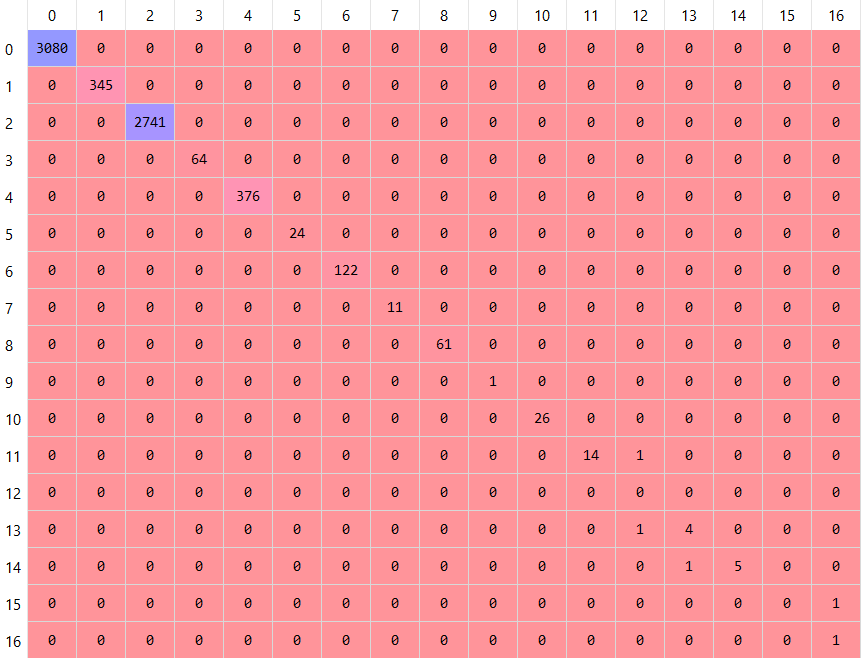 0 1 2 3 4 5 6 7 8 9 10 11 12 13 14 15 16
0 3080 0 0 0 0 0 0 0 0 0 0 0 0 0 0 0 0
1 0 345 0 0 0 0 0 0 0 0 0 0 0 0 0 0 0
2 0 0 2741 0 0 0 0 0 0 0 0 0 0 0 0 0 0
3 0 0 0 64 0 0 0 0 0 0 0 0 0 0 0 0 0
4 0 0 0 0 376 0 0 0 0 0 0 0 0 0 0 0 0
5 0 0 0 0 0 24 0 0 0 0 0 0 0 0 0 0 0
6 0 0 0 0 0 0 122 0 0 0 0 0 0 0 0 0 0
7 0 0 0 0 0 0 0 11 0 0 0 0 0 0 0 0 0
8 0 0 0 0 0 0 0 0 61 0 0 0 0 0 0 0 0
9 0 0 0 0 0 0 0 0 0 1 0 0 0 0 0 0 0
10 0 0 0 0 0 0 0 0 0 0 26 0 0 0 0 0 0
11 0 0 0 0 0 0 0 0 0 0 0 14 1 0 0 0 0
12 0 0 0 0 0 0 0 0 0 0 0 0 0 0 0 0 0
13 0 0 0 0 0 0 0 0 0 0 0 0 1 4 0 0 0
14 0 0 0 0 0 0 0 0 0 0 0 0 0 1 5 0 0
15 0 0 0 0 0 0 0 0 0 0 0 0 0 0 0 0 1
16 0 0 0 0 0 0 0 0 0 0 0 0 0 0 0 0 1